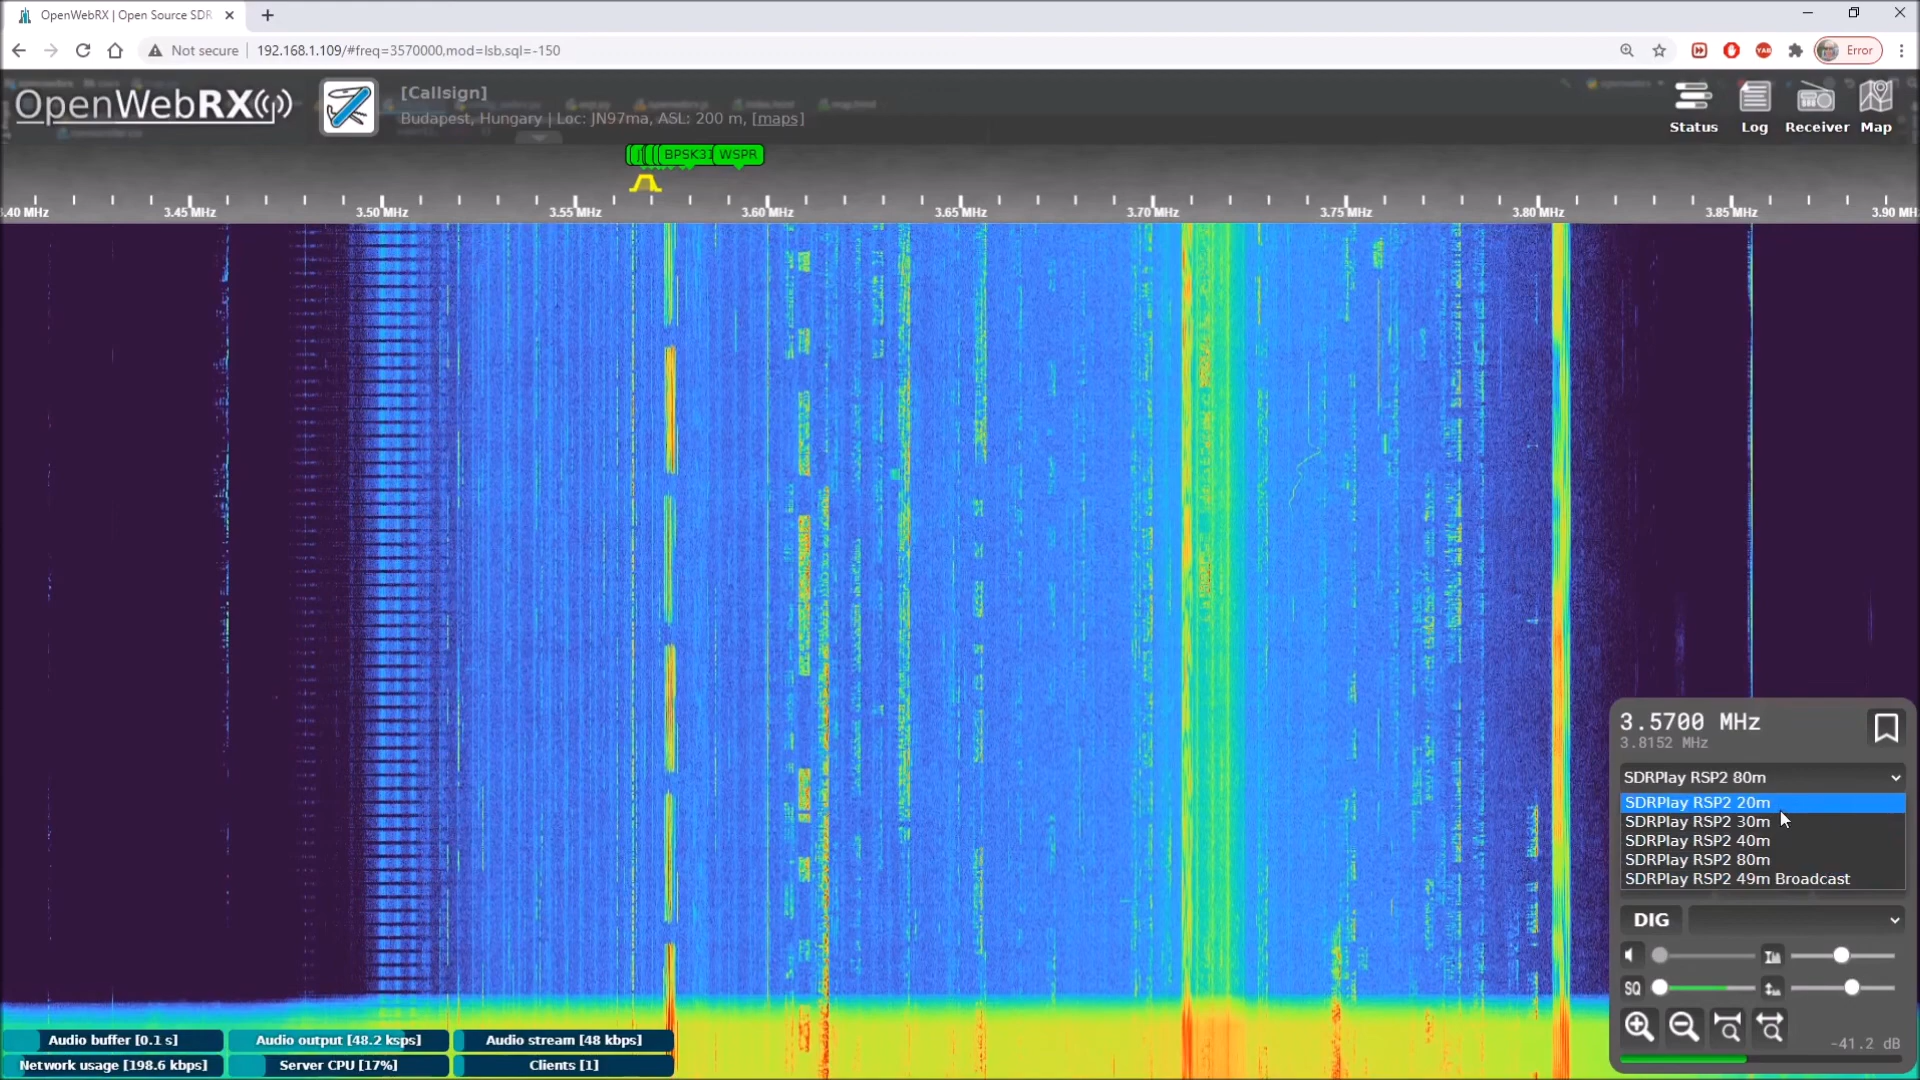 OpenWebRX | Open Source SDR
Not secure
192.168.1.109/#freq=3570000,mod=lsb,sql=-150
Error
OpenWebRX
[Callsign]
Budapest, Hungary | Loc: JN97ma, ASL: 200 m, [maps]
Status
Log
Receiver
Map
BPSK31
WSPR
3.40 MHz
3.45 MHz
3.50 MHz
3.55 MHz
3.60 MHz
3.65 MHz
3.70 MHz
3.75 MHz
3.80 MHz
3.85 MHz
3.90 MH
3.5700 MHz
3.8152 MHz
SDRPlay RSP2 80m
SDRPlay RSP2 20m
SDRPlay RSP2 30m
SDRPlay RSP2 40m
SDRPlay RSP2 80m
SDRPlay RSP2 49m Broadcast
DIG
SQ
-41.2 dB
Audio buffer [0.1 s]
Audio output [48.2 ksps]
Audio stream [48 kbps]
Network usage [198.6 kbps]
Server CPU [17%]
Clients [1]